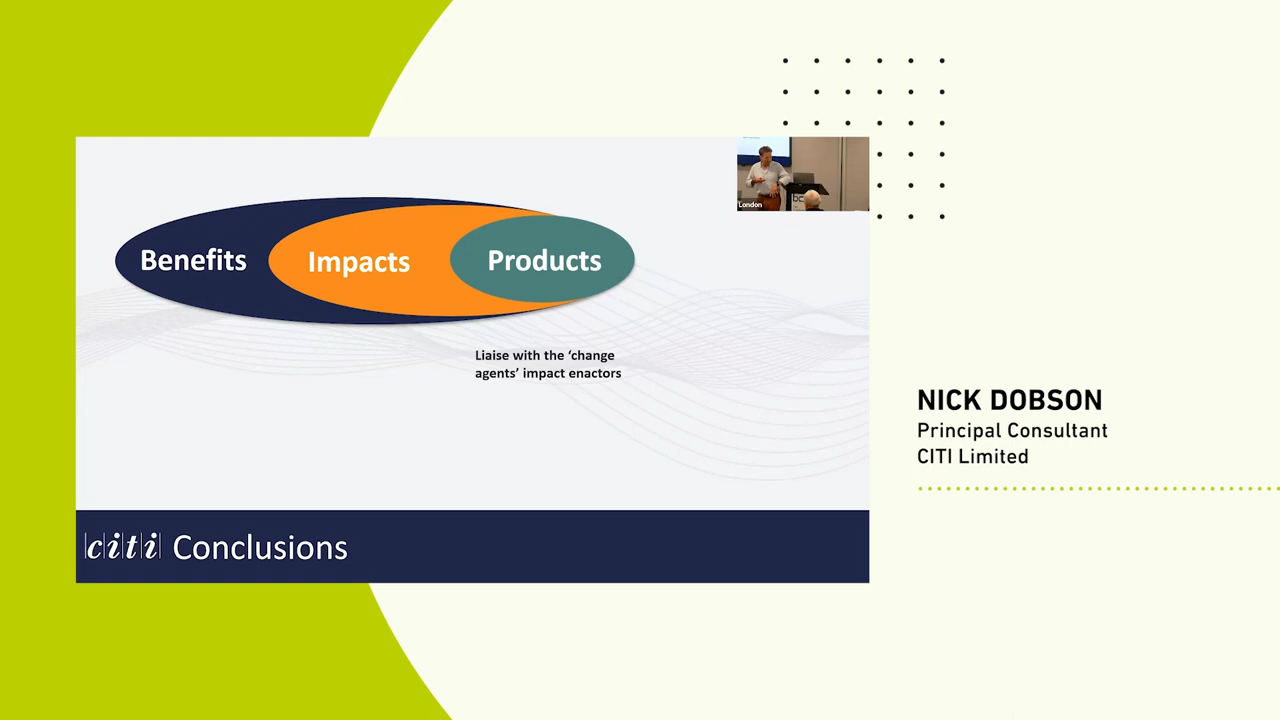 Benefits
Impacts
Products
London
Liaise with the ‘change
agents’ impact enactors
NICK DOBSON
Principal Consultant
CITI Limited
citi Conclusions